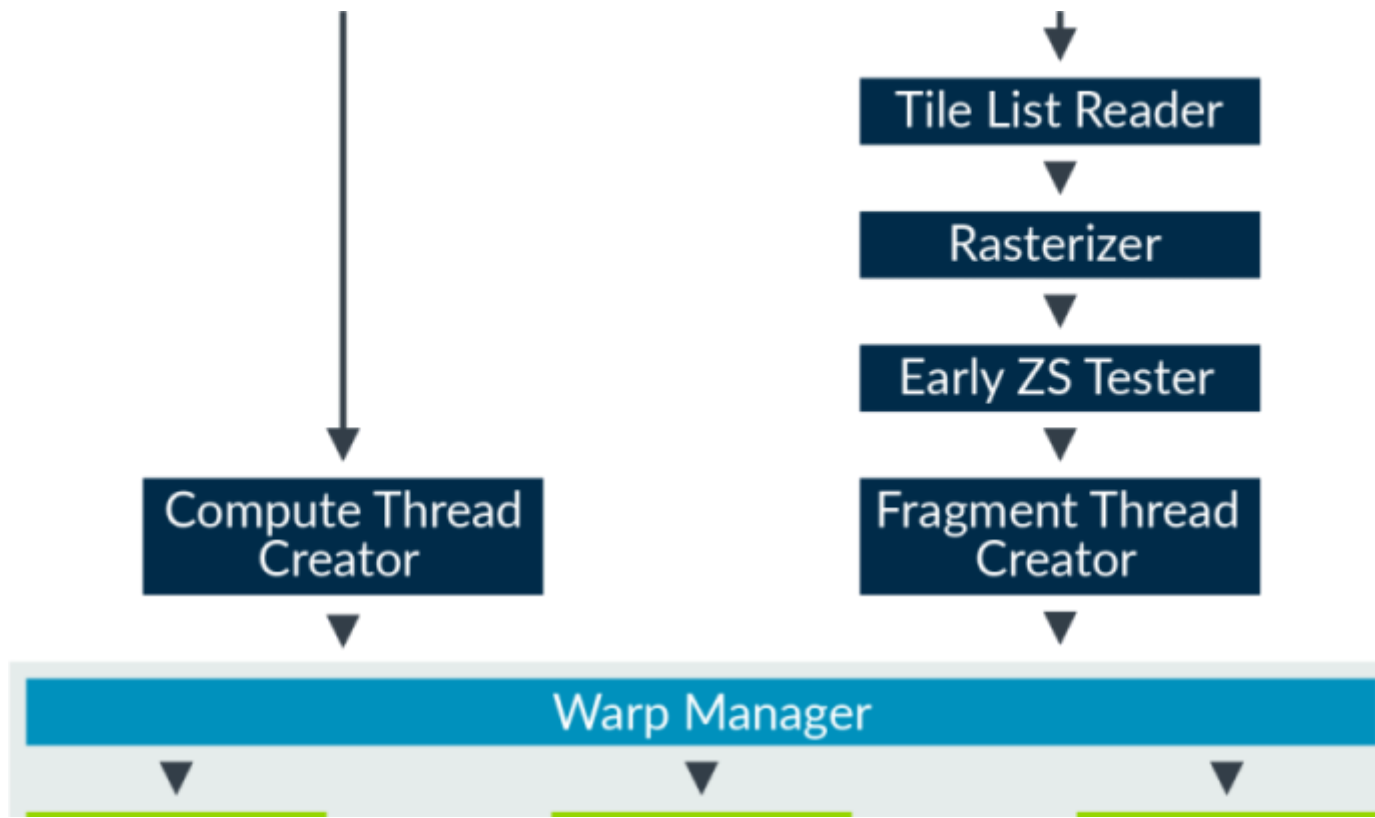 Tile List Reader
Rasterizer
Early ZS Tester
Compute Thread
Creator
Fragment Thread
Creator
Warp Manager